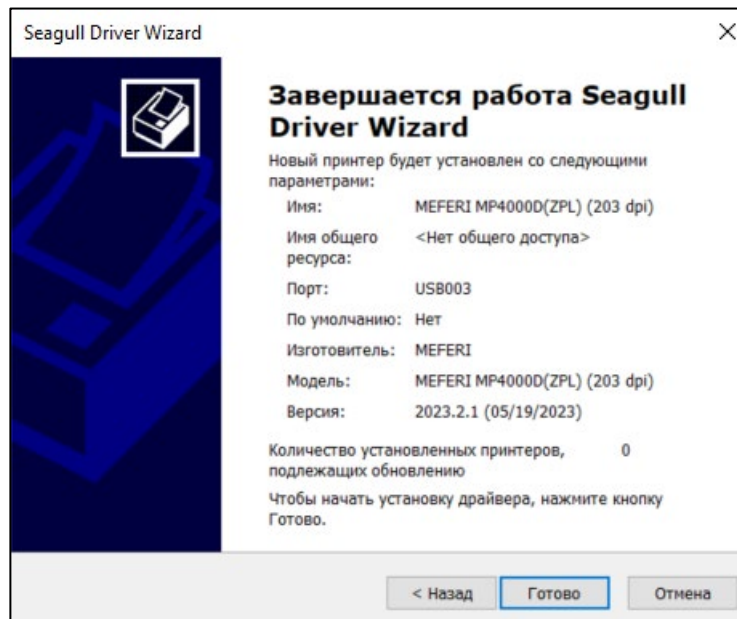 Seagull Driver Wizard
Завершается работа Seagull
Driver Wizard
Новый принтер будет установлен со следующими
параметрами:
Имя: MEFERI MP4000D(ZPL) (203 dpi)
Имя общего <Нет общего доступа>
ресурса:
Порт: USB003
По умолчанию: Нет
Изготовитель: MEFERI
Модель: MEFERI MP4000D(ZPL) (203 dpi)
Версия: 2023.2.1 (05/19/2023)
Количество установленных принтеров, 0
подлежащих обновлению
Чтобы начать установку драйвера, нажмите кнопку
Готово.
< Назад Готово Отмена